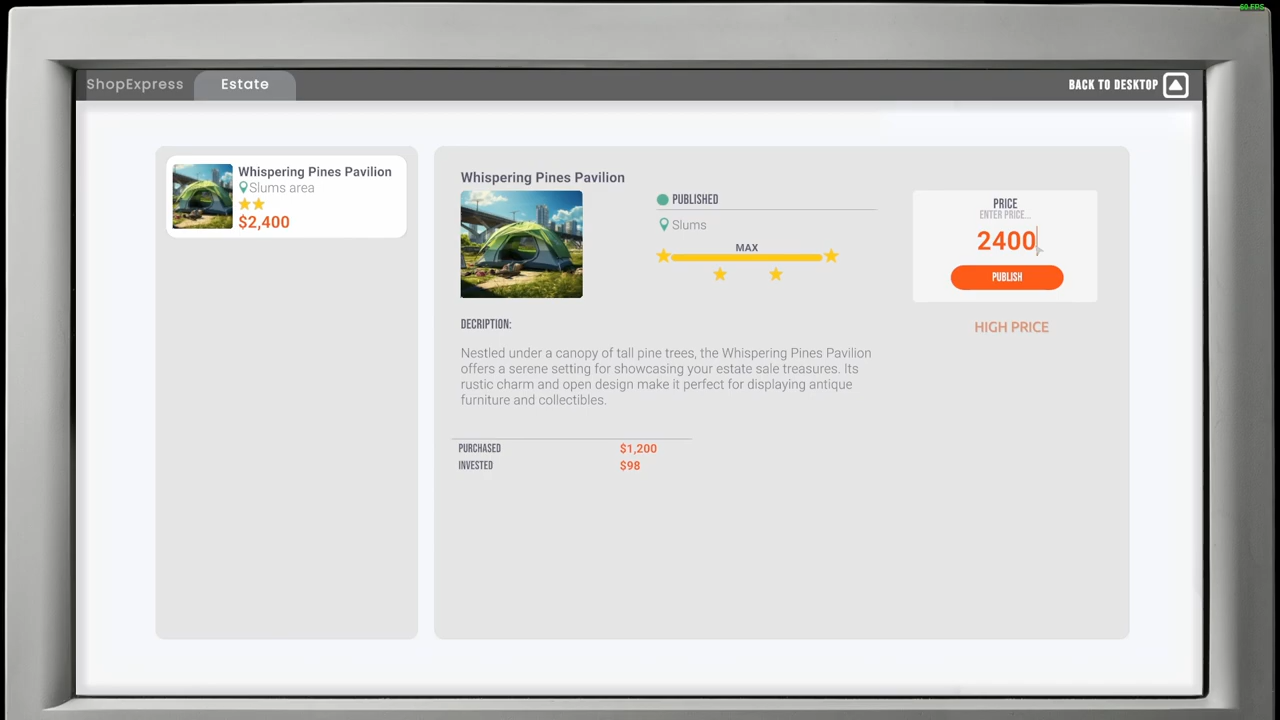 60 FPS
ShopExpress
Estate
BACK TO DESKTOP
Whispering Pines Pavilion
Slums area
$2,400
Whispering Pines Pavilion
PUBLISHED
Slums
MAX
PRICE
ENTER PRICE...
2400
PUBLISH
HIGH PRICE
DECRIPTION:
Nestled under a canopy of tall pine trees, the Whispering Pines Pavilion
offers a serene setting for showcasing your estate sale treasures. Its
rustic charm and open design make it perfect for displaying antique
furniture and collectibles.
PURCHASED $1,200
INVESTED $98